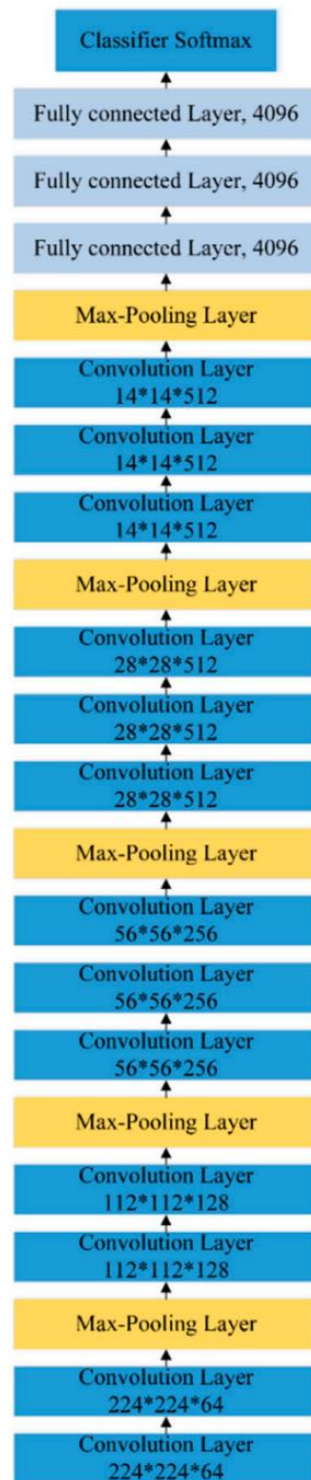 Classifier Softmax
Fully connected Layer, 4096
Fully connected Layer, 4096
Fully connected Layer, 4096
Max-Pooling Layer
Convolution Layer
14*14*512
Convolution Layer
14*14*512
Convolution Layer
14*14*512
Max-Pooling Layer
Convolution Layer
28*28*512
Convolution Layer
28*28*512
Convolution Layer
28*28*512
Max-Pooling Layer
Convolution Layer
56*56*256
Convolution Layer
56*56*256
Convolution Layer
56*56*256
Max-Pooling Layer
Convolution Layer
112*112*128
Convolution Layer
112*112*128
Max-Pooling Layer
Convolution Layer
224*224*64
Convolution Layer
224*224*64